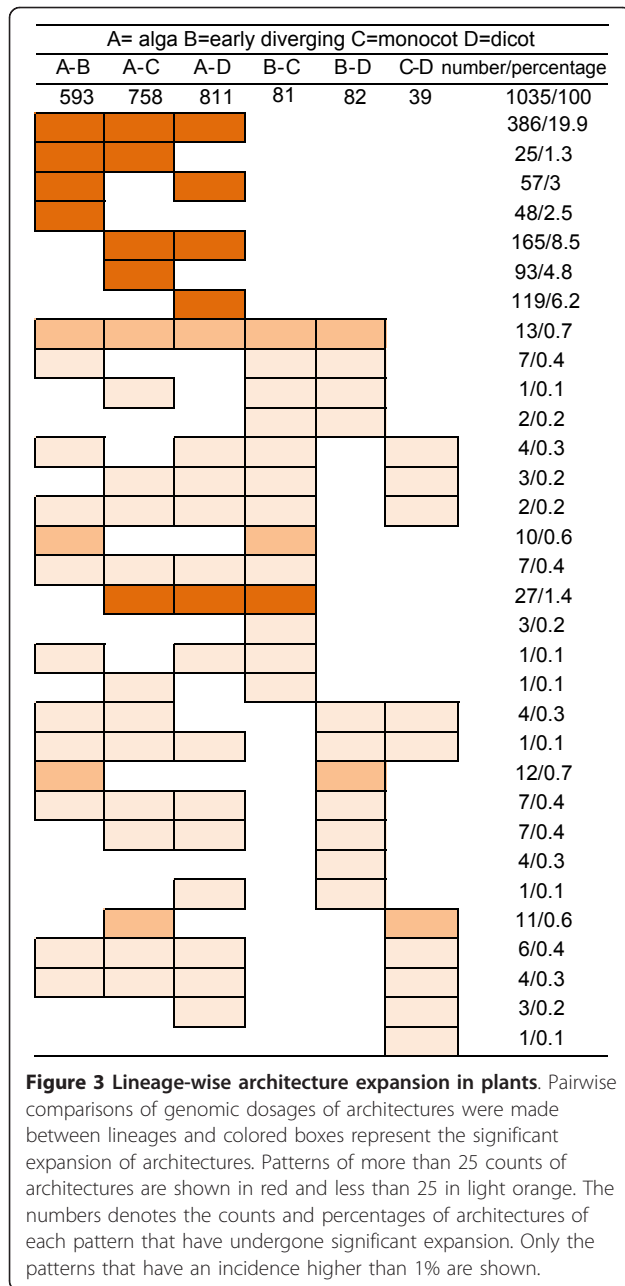 A= alga B=early diverging C=monocot D=dicot
A-B A-C A-D B-C B-D C-D number/percentage
593 758 811 81 82 39 1035/100
386/19.9
25/1.3
57/3
48/2.5
165/8.5
93/4.8
119/6.2
13/0.7
7/0.4
1/0.1
2/0.2
4/0.3
3/0.2
2/0.2
10/0.6
7/0.4
27/1.4
3/0.2
1/0.1
1/0.1
4/0.3
1/0.1
12/0.7
7/0.4
7/0.4
4/0.3
1/0.1
11/0.6
6/0.4
4/0.3
3/0.2
1/0.1
Figure 3 Lineage-wise architecture expansion in plants. Pairwise
comparisons of genomic dosages of architectures were made
between lineages and colored boxes represent the significant
expansion of architectures. Patterns of more than 25 counts of
architectures are shown in red and less than 25 in light orange. The
numbers denotes the counts and percentages of architectures of
each pattern that have undergone significant expansion. Only the
patterns that have an incidence higher than 1% are shown.